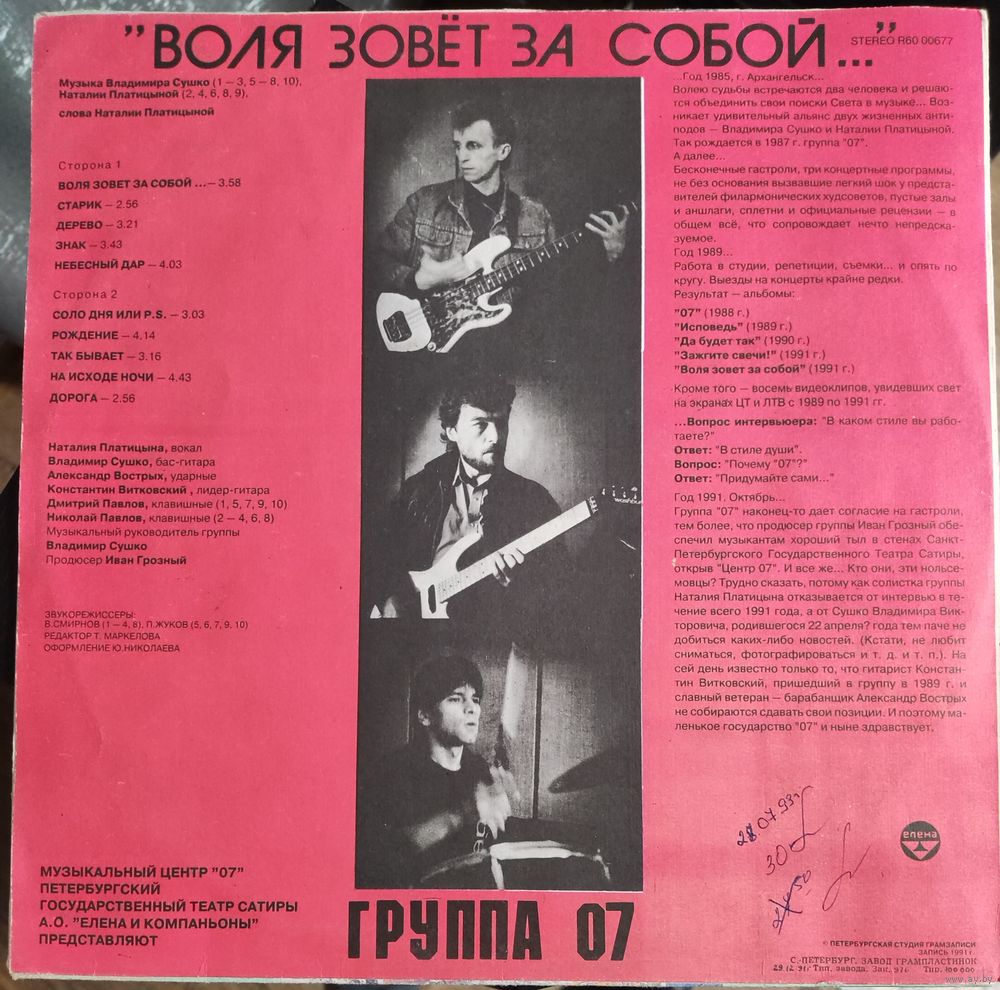 "ВОЛЯ ЗОВЁТ ЗА СОБОЙ..."
STEREO R60 00677
Музыка Владимира Сушко (1 — 3, 5 — 8, 10).
Наталии Платицыной (2, 4, 6, 8, 9).
слова Наталии Платицыной
Сторона 1
ВОЛЯ ЗОВЕТ ЗА СОБОЙ ...— 3.58
СТАРИК — 2.56
ДЕРЕВО — 3.21
ЗНАК — 3.43
НЕБЕСНЫЙ ДАР — 4.03
Сторона 2
СОЛО ДНЯ ИЛИ P.S. — 3.03
РОЖДЕНИЕ — 4.14
ТАК БЫВАЕТ — 3.16
НА ИСХОДЕ НОЧИ — 4.43
ДОРОГА — 2.56
Наталия Платицына, вокал
Владимир Сушко, бас-гитара
Александр Вострых, ударные
Константин Витковский , лидер-гитара
Дмитрий Павлов, клавишные (1, 5, 7, 9, 10)
Николай Павлов, клавишные (2 — 4, 6, 8)
Музыкальный руководитель группы
Владимир Сушко
Продюсер Иван Грозный
ЗВУКОРЕЖИССЕРЫ:
В.СМИРНОВ (1 — 4, 8), П.ЖУКОВ (5, 6, 7, 9, 10)
РЕДАКТОР Т. МАРКЕЛОВА
ОФОРМЛЕНИЕ Ю.НИКОЛАЕВА
МУЗЫКАЛЬНЫЙ ЦЕНТР "07"
ПЕТЕРБУРГСКИЙ
ГОСУДАРСТВЕННЫЙ ТЕАТР САТИРЫ
А.О. "ЕЛЕНА И КОМПАНЬОНЫ"
ПРЕДСТАВЛЯЮТ
ГРУППА 07
...Год 1985, г. Архангельск...
Волею судьбы встречаются два человека и решаю-
тся объединить свои поиски Света в музыке... Воз-
никает удивительный альянс двух жизненных анти-
подов — Владимира Сушко и Наталии Платицыной.
Так рождается в 1987 г. группа "07".
А далее...
Бесконечные гастроли, три концертные программы,
не без основания вызвавшие легкий шок у предста-
вителей филармонических худсоветов, пустые залы
и аншлаги, сплетни и официальные рецензии — в
общем всё, что сопровождает нечто непредска-
зуемое.
Год 1989...
Работа в студии, репетиции, съемки... и опять по
кругу. Выезды на концерты крайне редки.
Результат — альбомы:
"07" (1988 г.)
"Исповедь" (1989 г.)
"Да будет так" (1990 г.)
"Зажгите свечи!" (1991 г.)
"Воля зовет за собой" (1991 г.)
Кроме того — восемь видеоклипов, увидевших свет
на экранах ЦТ и ЛТВ с 1989 по 1991 гг.
...Вопрос интервьюера: "В каком стиле вы рабо-
таете?"
Ответ: "В стиле души".
Вопрос: "Почему "07"?"
Ответ: "Придумайте сами..."
Год 1991. Октябрь...
Группа "07" наконец-то дает согласие на гастроли,
тем более, что продюсер группы Иван Грозный обе-
спечил музыкантам хороший тыл в стенах Санкт-
Петербургского Государственного Театра Сатиры,
открыв "Центр 07". И все же... Кто они, эти нольсе-
мовцы? Трудно сказать, потому как солистка группы
Наталия Платицына отказывается от интервью в те-
чение всего 1991 года, а от Сушко Владимира Вик-
торовича, родившегося 22 апреля? года тем паче не
добиться каких-либо новостей. (Кстати, не любит
сниматься, фотографироваться и т. д. и т. п.). На
сей день известно только то, что гитарист Констан-
тин Витковский, пришедший в группу в 1989 г. и
славный ветеран — барабанщик Александр Вострых
не собираются сдавать свои позиции. И поэтому ма-
ленькое государство "07" и ныне здравствует.
28.07.93г
30
елена
© ПЕТЕРБУРГСКАЯ СТУДИЯ ГРАМЗАПИСИ
ЗАПИСЬ 1991 г.
С.-ПЕТЕРБУРГ. ЗАВОД ГРАМПЛАСТИНОК
29.12.91г. Тип. завода. Зак. 976 Тир.
www.ay.by